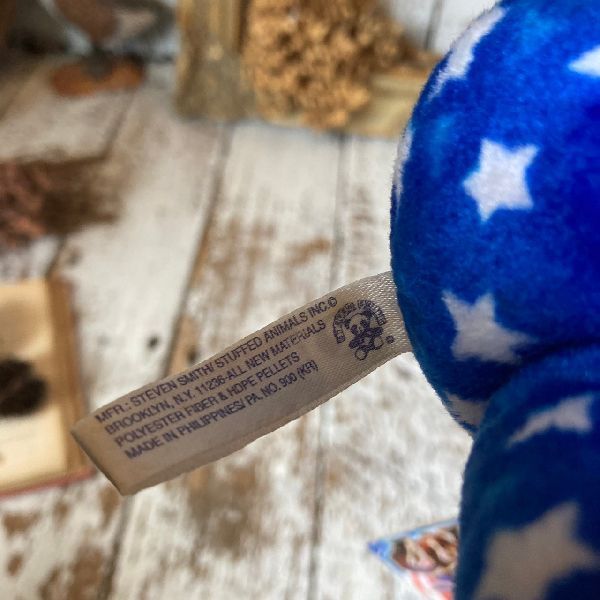 MFR.: STEVEN SMITH/ STUFFED ANIMALS INC.©
BROOKLYN, N.Y. 11236-ALL NEW MATERIALS
POLYESTER FIBER & HDPE PELLETS
MADE IN PHILIPPINES/ PA. NO. 900 (KR)